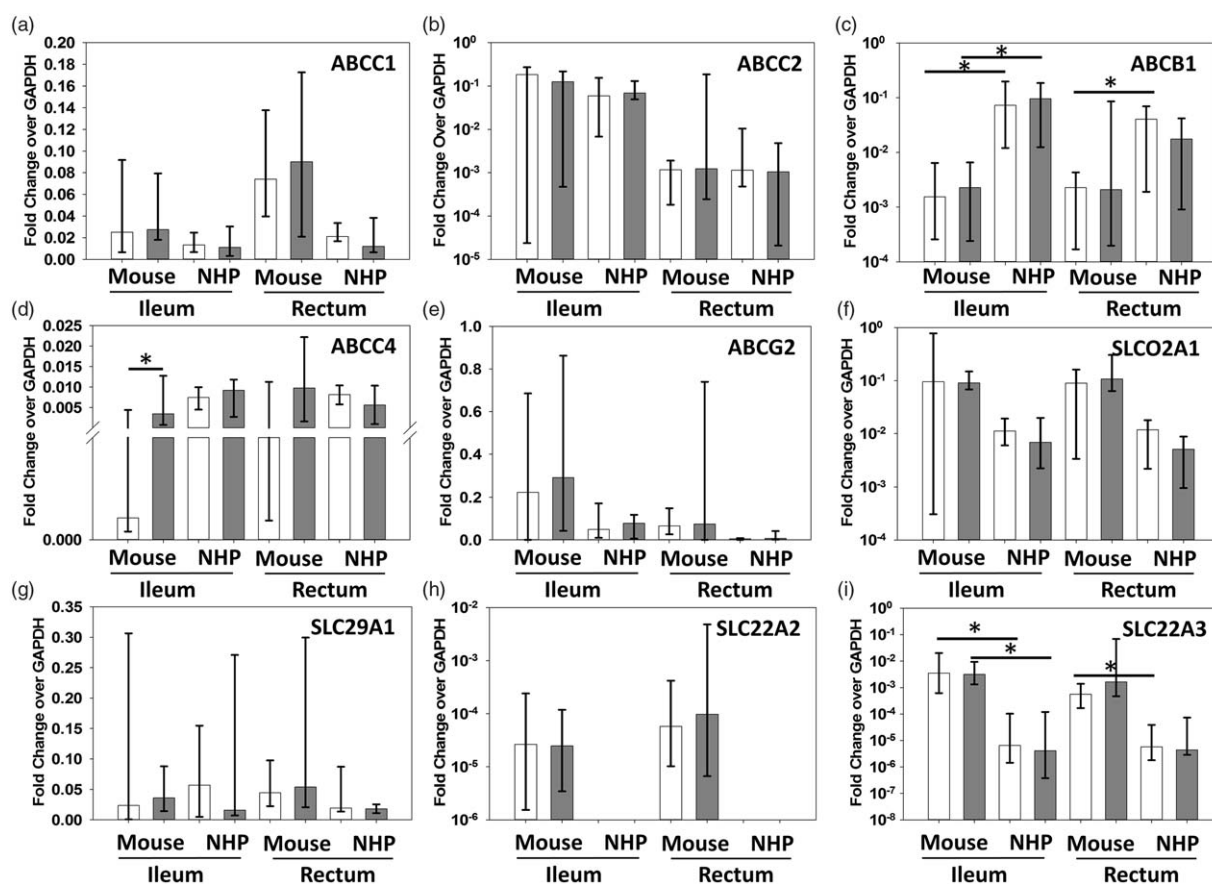 (a)
ABCC1
Fold Change over GAPDH
0.20
0.18
0.16
0.14
0.12
0.10
0.08
0.06
0.04
0.02
0.00
Mouse NHP Mouse NHP
Ileum Rectum
(b)
ABCC2
Fold Change Over GAPDH
10⁰
10⁻¹
10⁻²
10⁻³
10⁻⁴
10⁻⁵
Mouse NHP Mouse NHP
Ileum Rectum
(c)
ABCB1
Fold Change over GAPDH
10⁰
10⁻¹
10⁻²
10⁻³
10⁻⁴
* * *
Mouse NHP Mouse NHP
Ileum Rectum
(d)
ABCC4
Fold Change over GAPDH
0.025
0.020
0.015
0.010
0.005
0.000
*
Mouse NHP Mouse NHP
Ileum Rectum
(e)
ABCG2
Fold Change over GAPDH
1.0
0.8
0.6
0.4
0.2
0.0
Mouse NHP Mouse NHP
Ileum Rectum
(f)
SLCO2A1
Fold Change over GAPDH
10⁰
10⁻¹
10⁻²
10⁻³
10⁻⁴
Mouse NHP Mouse NHP
Ileum Rectum
(g)
SLC29A1
Fold Change over GAPDH
0.35
0.30
0.25
0.20
0.15
0.10
0.05
0.00
Mouse NHP Mouse NHP
Ileum Rectum
(h)
SLC22A2
Fold Change over GAPDH
10⁻²
10⁻³
10⁻⁴
10⁻⁵
10⁻⁶
Mouse NHP Mouse NHP
Ileum Rectum
(i)
SLC22A3
Fold Change over GAPDH
10⁰
10⁻¹
10⁻²
10⁻³
10⁻⁴
10⁻⁵
10⁻⁶
10⁻⁷
10⁻⁸
* * *
Mouse NHP Mouse NHP
Ileum Rectum